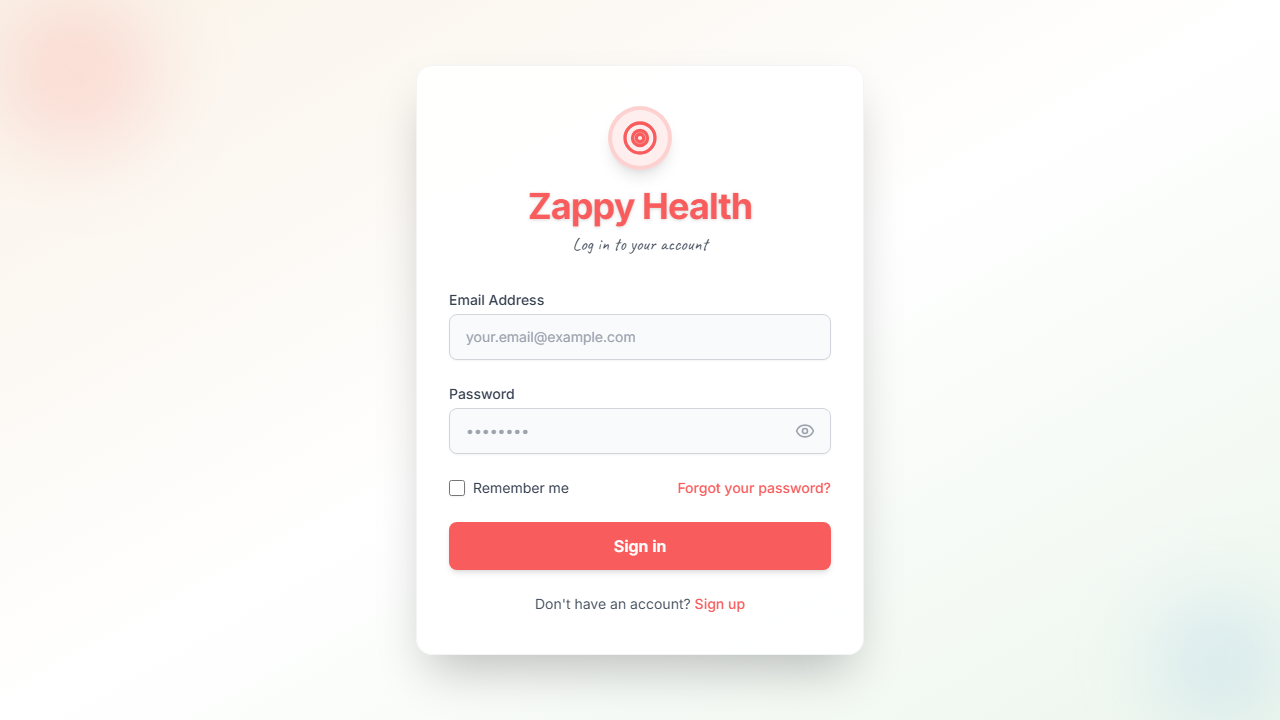 Zappy Health
Log in to your account
Email Address
your.email@example.com
Password
••••••••
Remember me
Forgot your password?
Sign in
Don't have an account? Sign up